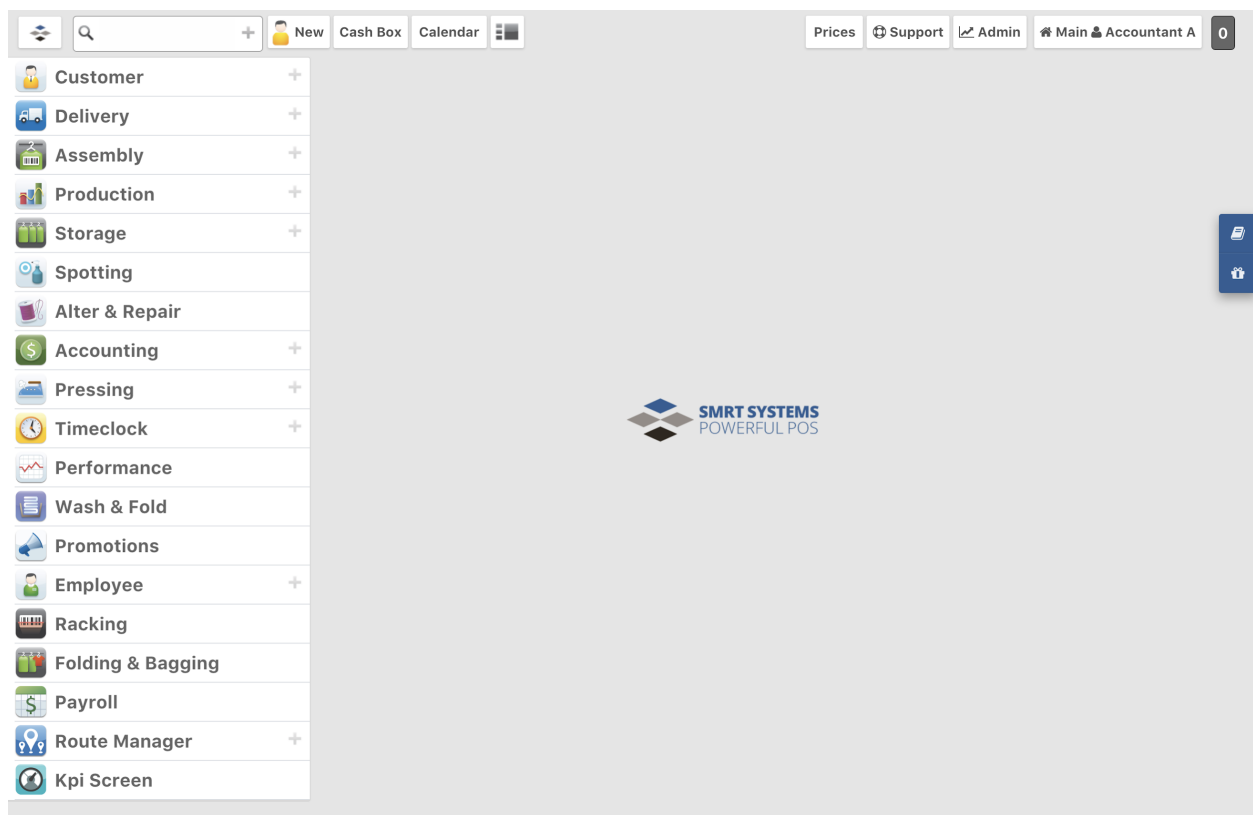 New Cash Box Calendar Prices Support Admin Main Accountant A 0
Customer
Delivery
Assembly
Production
Storage
Spotting
Alter & Repair
Accounting
Pressing
Timeclock
Performance
Wash & Fold
Promotions
Employee
Racking
Folding & Bagging
Payroll
Route Manager
Kpi Screen
SMRT SYSTEMS
POWERFUL POS